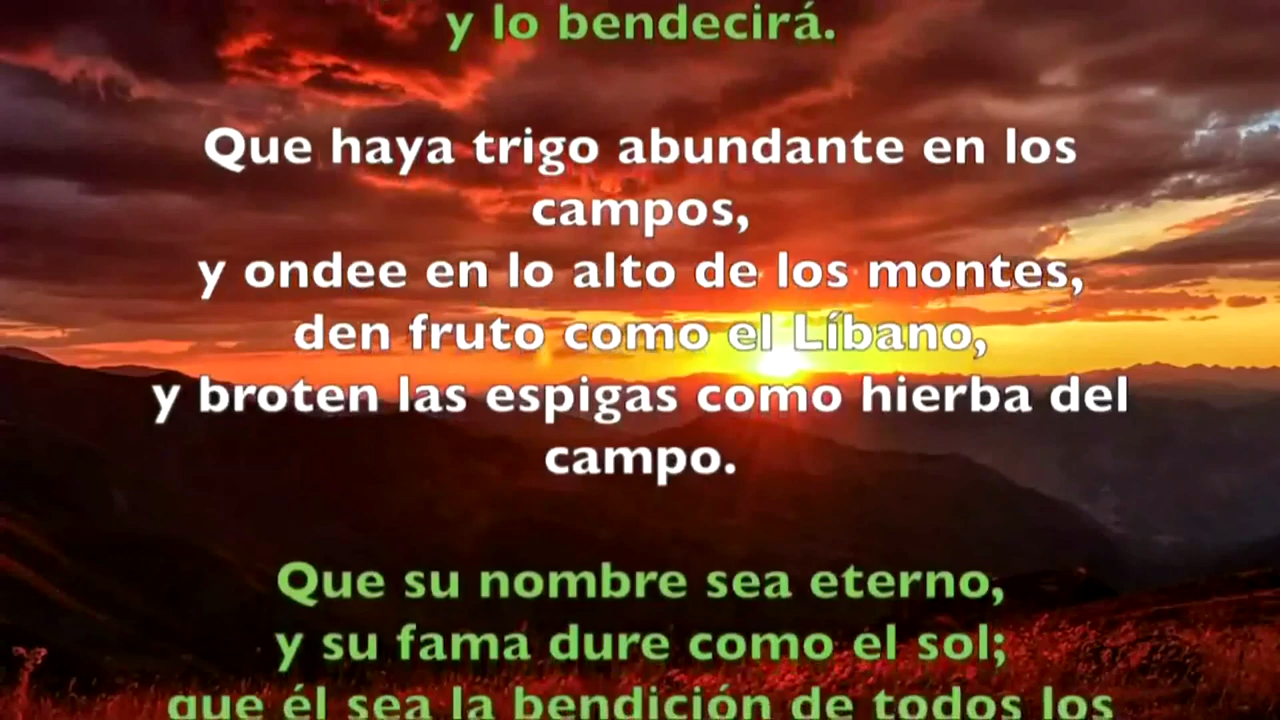 y lo bendecirá.
Que haya trigo abundante en los
campos,
y ondee en lo alto de los montes,
den fruto como el Líbano,
y broten las espigas como hierba del
campo.
Que su nombre sea eterno,
y su fama dure como el sol;
que él sea la bendición de todos los